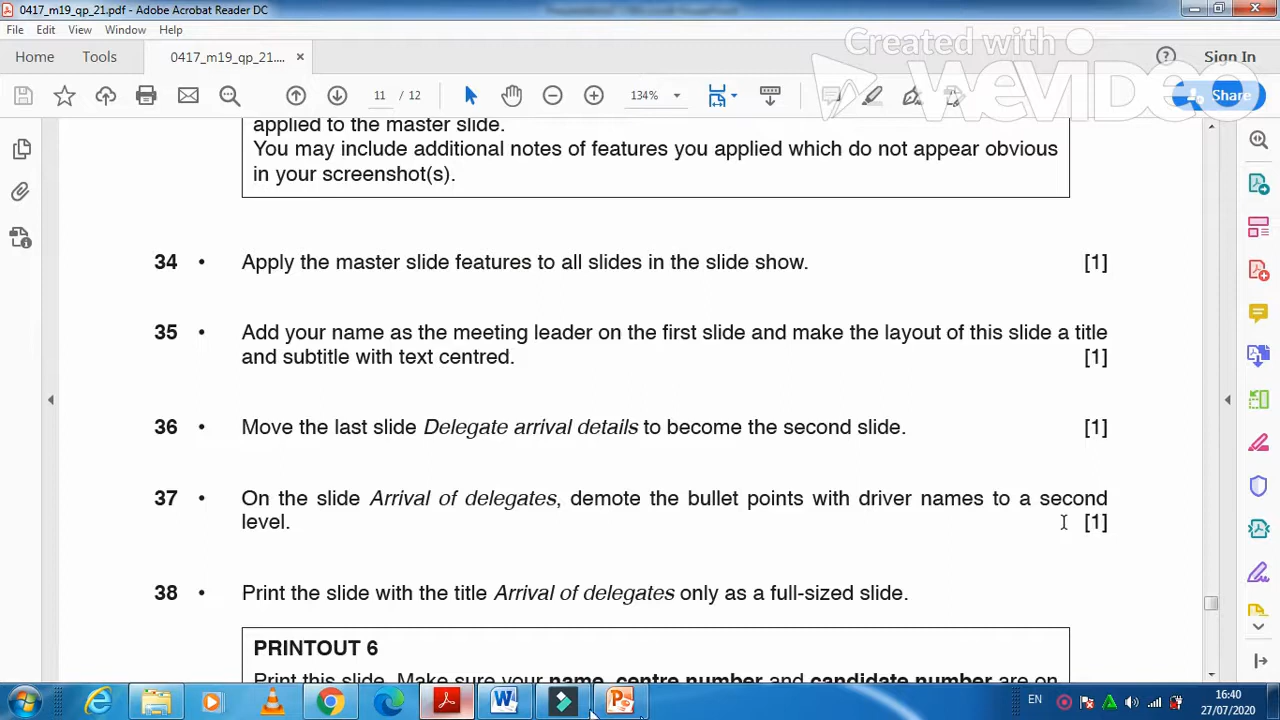 0417_m19_qp_21.pdf - Adobe Acrobat Reader DC
File Edit View Window Help
Created with
WeVideo
Home Tools 0417_m19_qp_21.... × Sign In
11 / 12 134% Share
applied to the master slide.
You may include additional notes of features you applied which do not appear obvious
in your screenshot(s).
34 • Apply the master slide features to all slides in the slide show. [1]
35 • Add your name as the meeting leader on the first slide and make the layout of this slide a title
and subtitle with text centred. [1]
36 • Move the last slide Delegate arrival details to become the second slide. [1]
37 • On the slide Arrival of delegates, demote the bullet points with driver names to a second
level. [1]
38 • Print the slide with the title Arrival of delegates only as a full-sized slide.
PRINTOUT 6
Print this slide. Make sure your name, centre number and candidate number are on
EN 16:40
27/07/2020